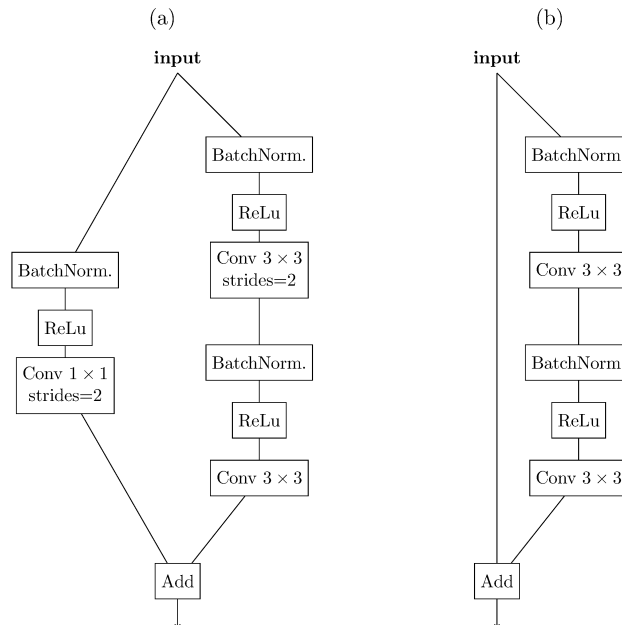 (a)
input
BatchNorm.
ReLu
Conv 3 × 3
strides=2
BatchNorm.
ReLu
Conv 1 × 1
strides=2
BatchNorm.
ReLu
Conv 3 × 3
Add
(b)
input
BatchNorm
ReLu
Conv 3 × 3
BatchNorm
ReLu
Conv 3 × 3
Add